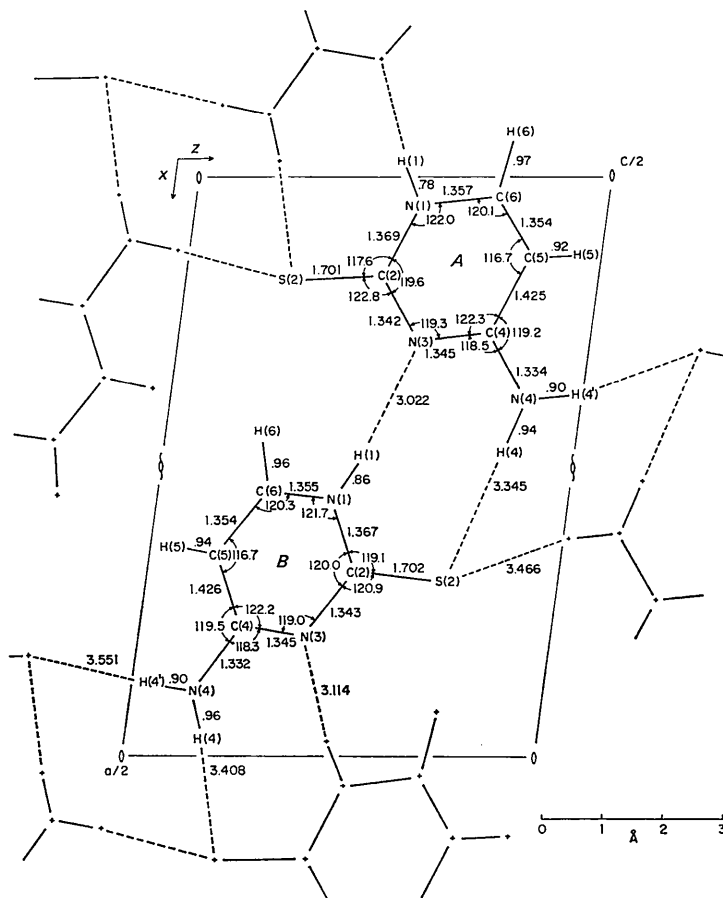 H(6)
Z
X
H(1)
C/2
.97
.78
1.357
N(1)
C(6)
122.0
120.1
1.354
1.369
117.6
A
116.7
C(5)
.92
H(5)
S(2)
1.701
C(2)
119.6
122.8
1.425
1.342
119.3
122.3
C(4)
119.2
N(3)
1.345
118.5
1.334
.90
H(4')
N(4)
3.022
.94
H(6)
H(1)
H(4)
.96
.86
3.345
C(6)
1.355
N(1)
120.3
121.7
1.354
1.367
H(5)
.94
C(5)
116.7
B
119.1
120.0
C(2)
1.702
S(2)
120.9
3.466
1.426
122.2
1.343
119.5
C(4)
119.0
118.3
1.345
N(3)
3.551
1.332
H(4')
.90
N(4)
3.114
.96
H(4)
a/2
3.408
0 1 2 3
Å